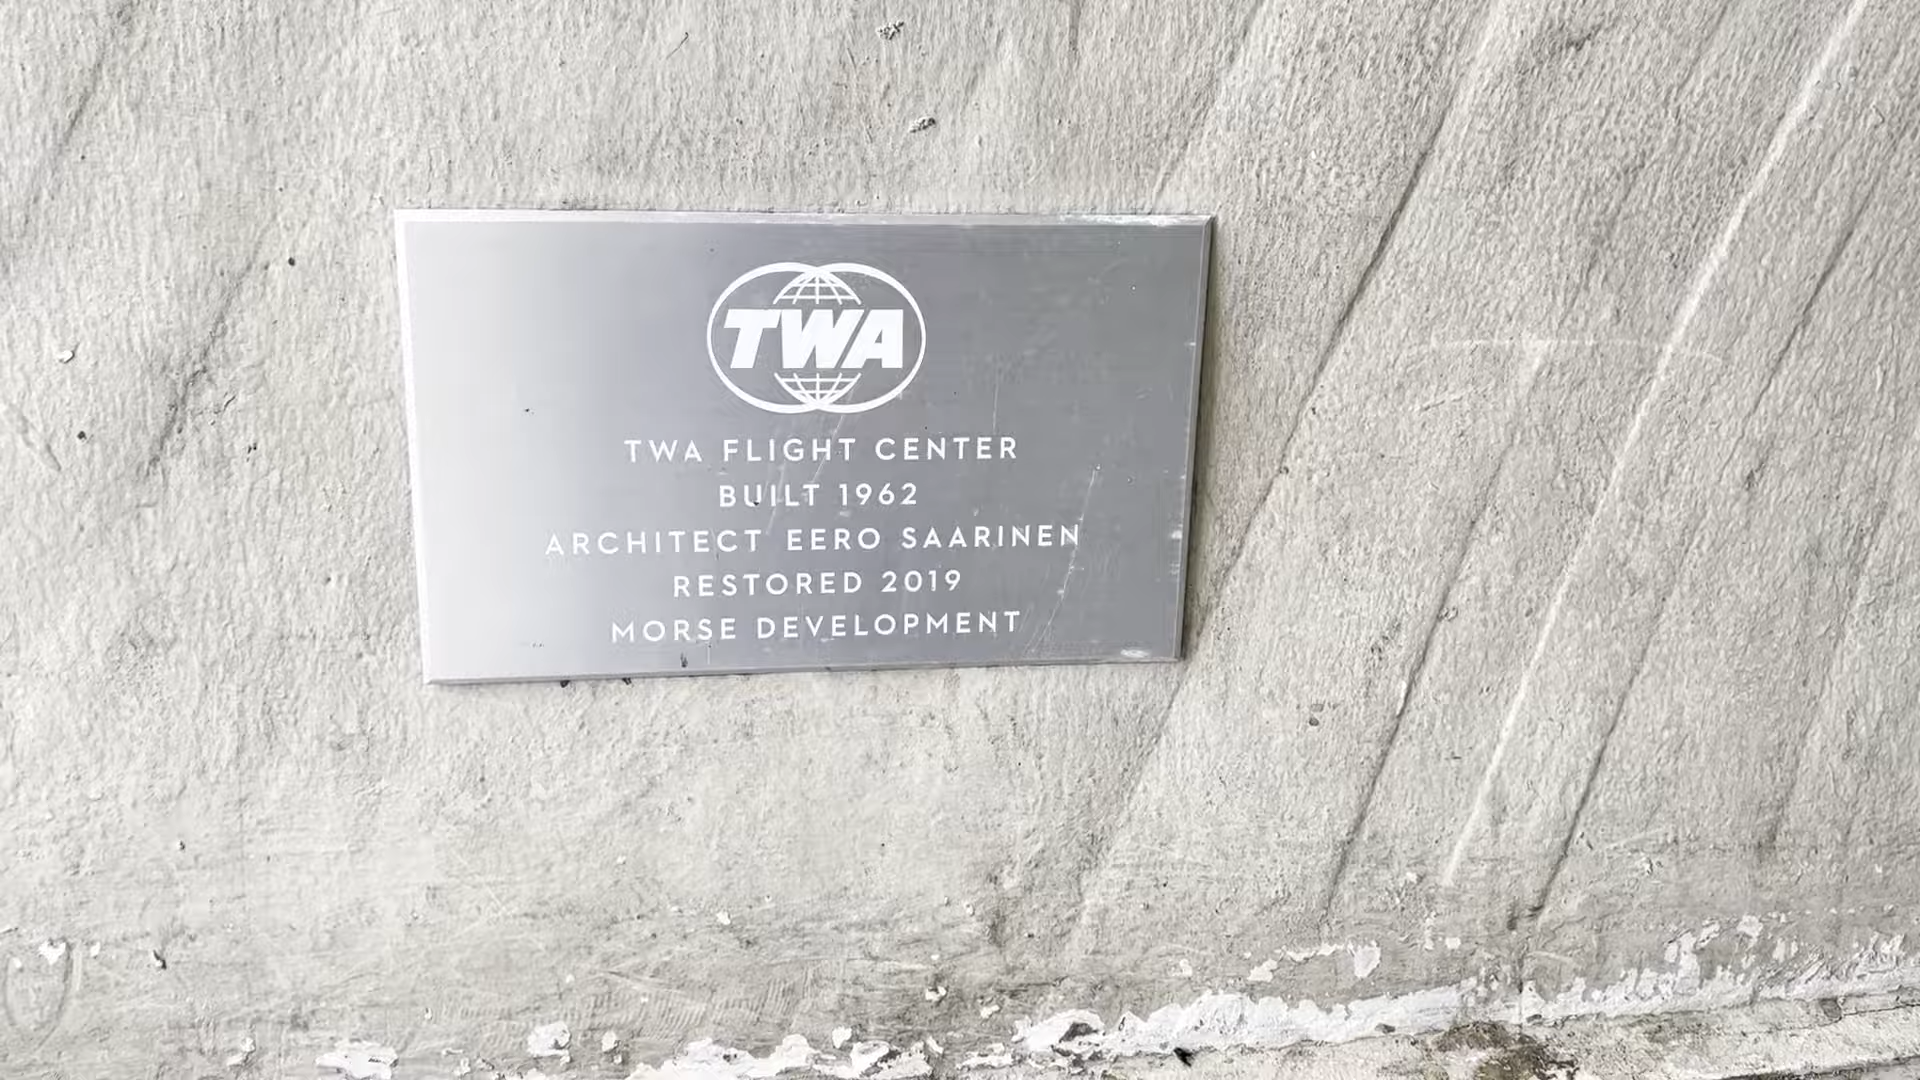 TWA
TWA FLIGHT CENTER
BUILT 1962
ARCHITECT EERO SAARINEN
RESTORED 2019
MORSE DEVELOPMENT